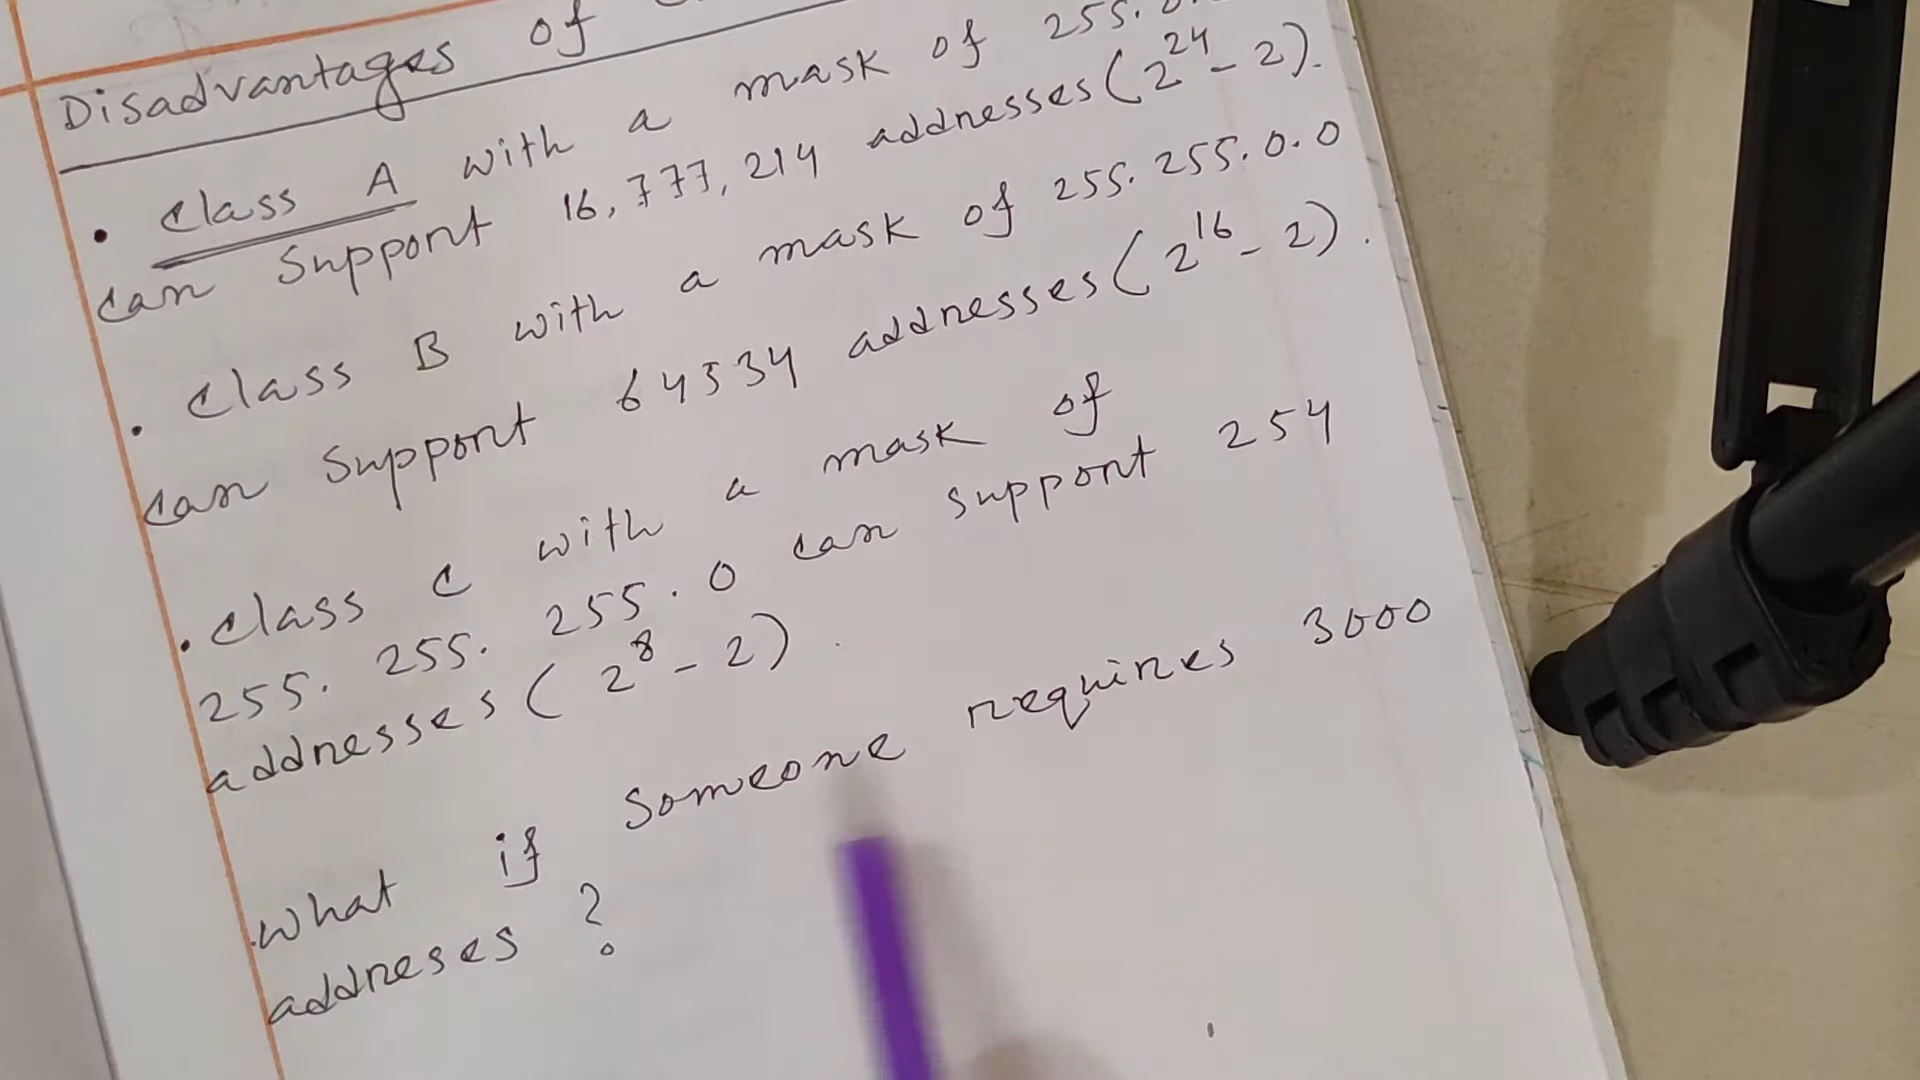 Disadvantages of
• Class A with a mask of 255.0.
can support 16,777,214 addresses (2^24 - 2).
• Class B with a mask of 255.255.0.0
can support 64534 addresses (2^16 - 2).
• Class C with a mask of
255.255.255.0 can support 254
addresses (2^8 - 2).
What if someone requires 3000
addreses ?